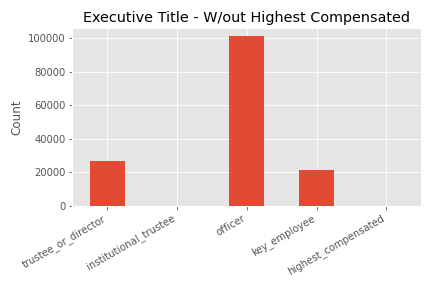 Executive Title - W/out Highest Compensated
100000
80000
60000
40000
20000
0
Count
trustee_or_director
institutional_trustee
officer
key_employee
highest_compensated